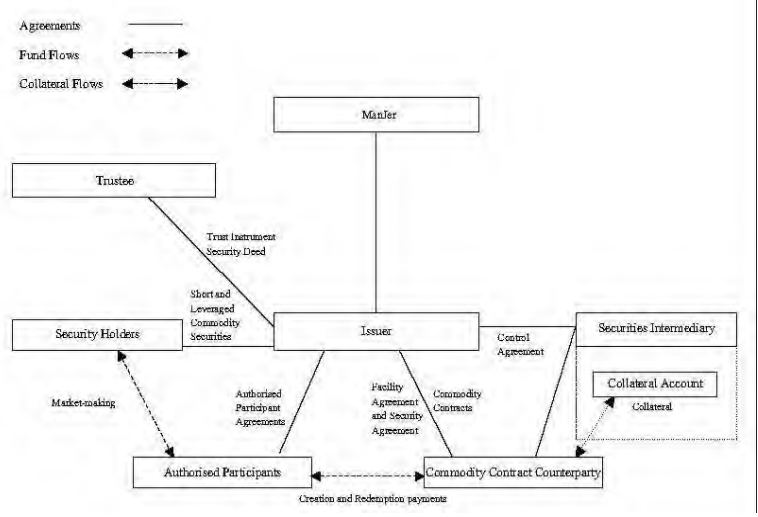 Agreements
Fund Flows
Collateral Flows
ManJer
Trustee
Trust Instrument
Security Deed
Short and
Leveraged
Commodity
Securities
Security Holders
Issuer
Securities Intermediary
Control
Agreement
Collateral Account
Collateral
Market-making
Authorised
Participant
Agreements
Facility
Agreement
and Security
Agreement
Commodity
Contracts
Authorised Participants
Commodity Contract Counterparty
Creation and Redemption payments